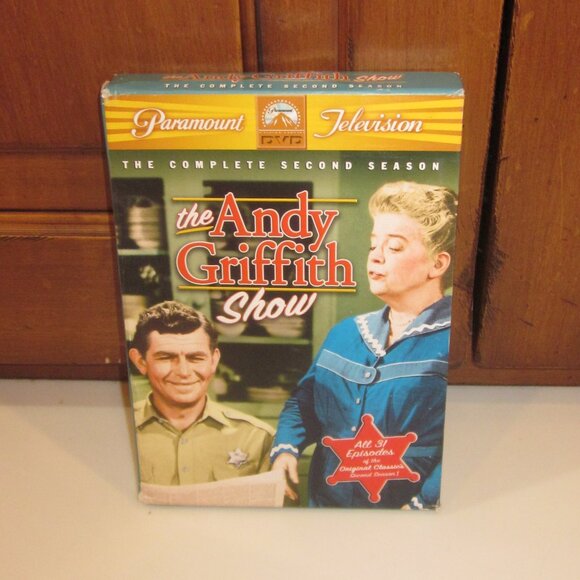 the Andy Griffith Show
THE COMPLETE SECOND SEASON
Paramount Television
Paramount
DVD
THE COMPLETE SECOND SEASON
the Andy
Griffith
Show
All 31
Episodes
of the
Original Classics
Second Season!